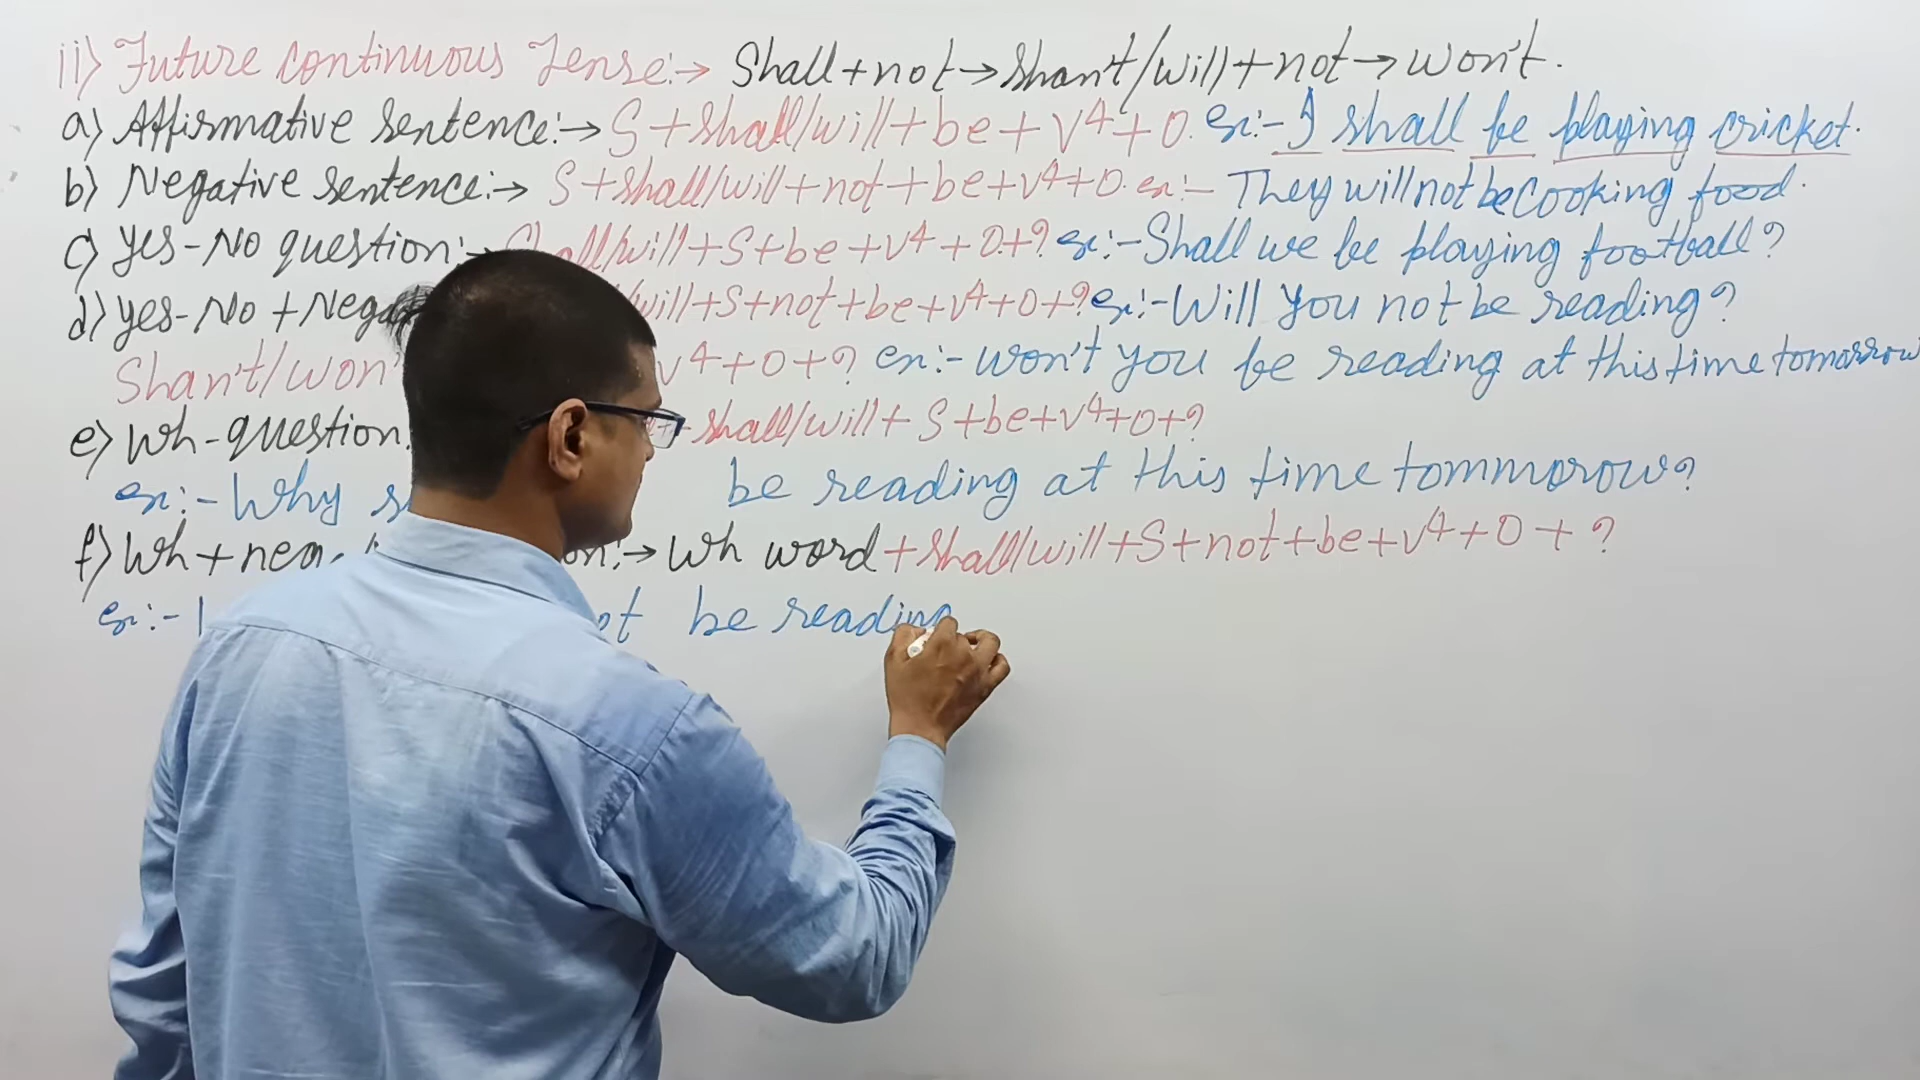 ii) Future continuous Tense:→ Shall+not→shan't/will+not→won't.
a) Affirmative sentence:→ S+shall/will+be+V⁴+O. ex:- I shall be playing cricket.
b) Negative sentence:→ S+shall/will+not+be+V⁴+O. ex:- They will not be cooking food.
c) Yes-No question:→ Shall/will+S+be+V⁴+O+? ex:- Shall we be playing football?
d) Yes-No + /will+S+not+be+V⁴+O+? ex:- Will you not be reading?
Shan't/ V⁴+O+? ex:- won't you be reading at this time tomorrow
e) Wh-question + shall/will+S+be+V⁴+O+?
ex:- Why be reading at this time tommorow?
f) Wh + → Wh word + shall/will+S+not+be+V⁴+O+?
ex:- be reading